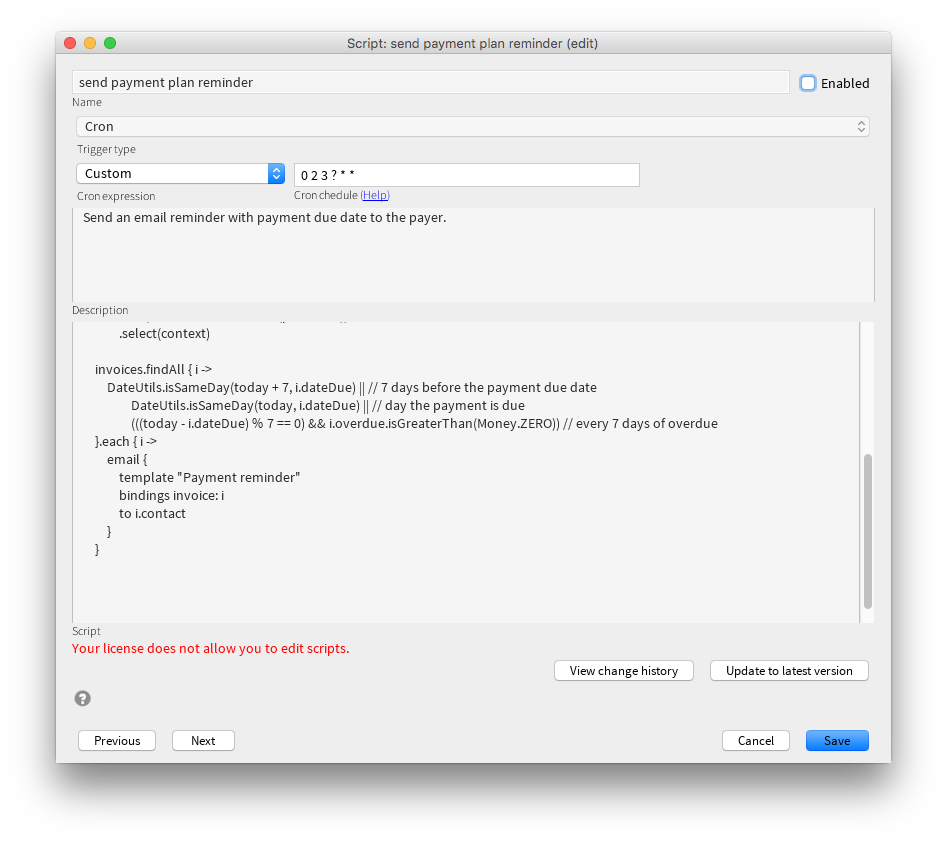 Script: send payment plan reminder (edit)
send payment plan reminder
Enabled
Name
Cron
Trigger type
Custom
0 2 3 ? * *
Cron expression
Cron chedule (Help)
Send an email reminder with payment due date to the payer.
Description
.select(context)
invoices.findAll { i ->
DateUtils.isSameDay(today + 7, i.dateDue) || // 7 days before the payment due date
DateUtils.isSameDay(today, i.dateDue) || // day the payment is due
(((today - i.dateDue) % 7 == 0) && i.overdue.isGreaterThan(Money.ZERO)) // every 7 days of overdue
}.each { i ->
email {
template "Payment reminder"
bindings invoice: i
to i.contact
}
}
Script
Your license does not allow you to edit scripts.
View change history
Update to latest version
?
Previous
Next
Cancel
Save